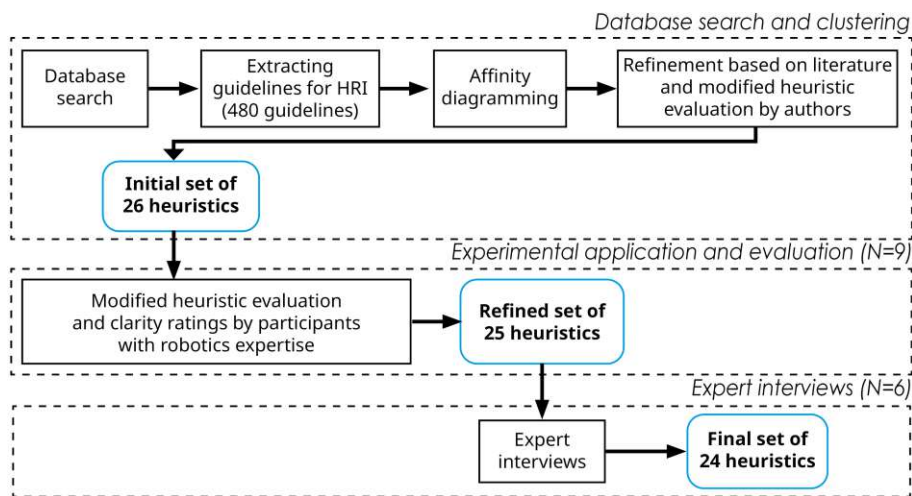 Database search and clustering
Database
search
Extracting
guidelines for HRI
(480 guidelines)
Affinity
diagramming
Refinement based on literature
and modified heuristic
evaluation by authors
Initial set of
26 heuristics
Experimental application and evaluation (N=9)
Modified heuristic evaluation
and clarity ratings by participants
with robotics expertise
Refined set of
25 heuristics
Expert interviews (N=6)
Expert
interviews
Final set of
24 heuristics